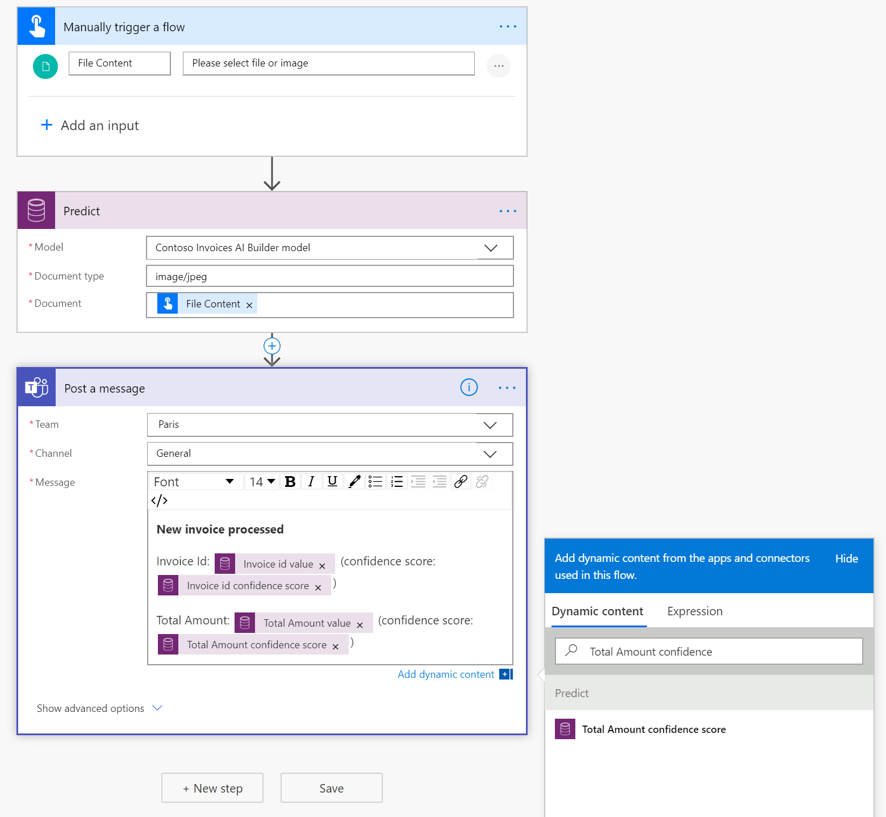 Manually trigger a flow
File Content
Please select file or image
+ Add an input
Predict
* Model
Contoso Invoices AI Builder model
* Document type
image/jpeg
* Document
File Content ×
Post a message
* Team
Paris
* Channel
General
* Message
Font 14 B I U
</>
New invoice processed
Invoice Id: Invoice id value × (confidence score:
Invoice id confidence score × )
Total Amount: Total Amount value × (confidence score:
Total Amount confidence score × )
Add dynamic content +
Show advanced options
+ New step
Save
Add dynamic content from the apps and connectors
used in this flow.
Hide
Dynamic content
Expression
Total Amount confidence
Predict
Total Amount confidence score